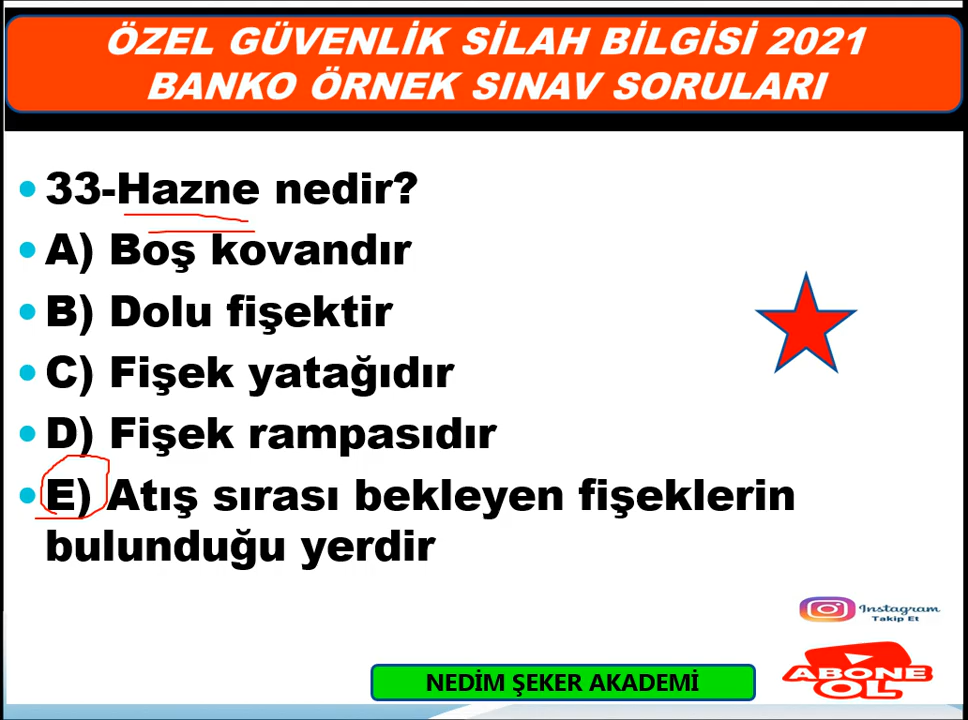 ÖZEL GÜVENLİK SİLAH BİLGİSİ 2021
BANKO ÖRNEK SINAV SORULARI
33-Hazne nedir?
A) Boş kovandır
B) Dolu fişektir
C) Fişek yatağıdır
D) Fişek rampasıdır
E) Atış sırası bekleyen fişeklerin
bulunduğu yerdir
Instagram
Takip Et
ABONE
OL
NEDİM ŞEKER AKADEMİ